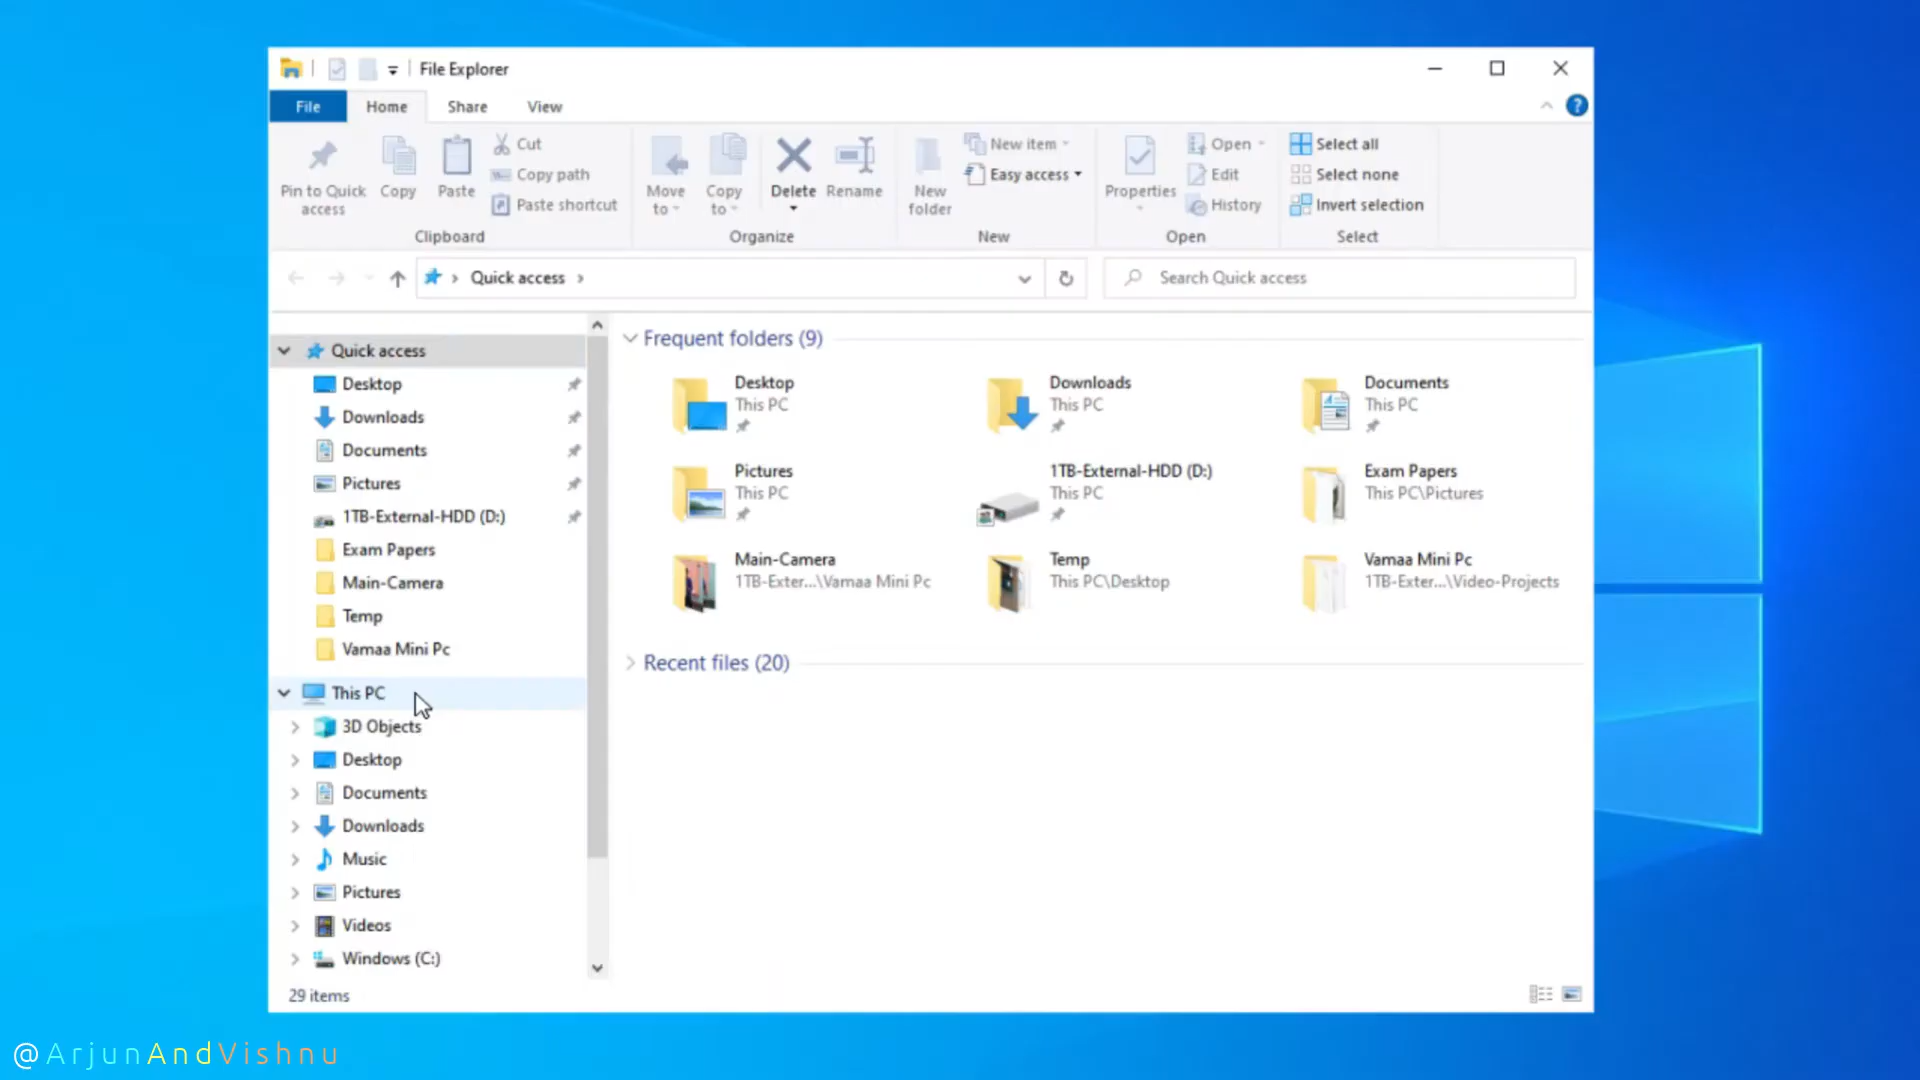 File Explorer
File Home Share View
Pin to Quick access
Copy
Paste
Cut
Copy path
Paste shortcut
Clipboard
Move to
Copy to
Delete
Rename
Organize
New folder
New item
Easy access
New
Properties
Open
Edit
History
Open
Select all
Select none
Invert selection
Select
Quick access
Search Quick access
Quick access
Desktop
Downloads
Documents
Pictures
1TB-External-HDD (D:)
Exam Papers
Main-Camera
Temp
Vamaa Mini Pc
This PC
3D Objects
Desktop
Documents
Downloads
Music
Pictures
Videos
Windows (C:)
Frequent folders (9)
Desktop
This PC
Downloads
This PC
Documents
This PC
Pictures
This PC
1TB-External-HDD (D:)
This PC
Exam Papers
This PC\Pictures
Main-Camera
1TB-Exter...\Vamaa Mini Pc
Temp
This PC\Desktop
Vamaa Mini Pc
1TB-Exter...\Video-Projects
Recent files (20)
29 items
@ArjunAndVishnu